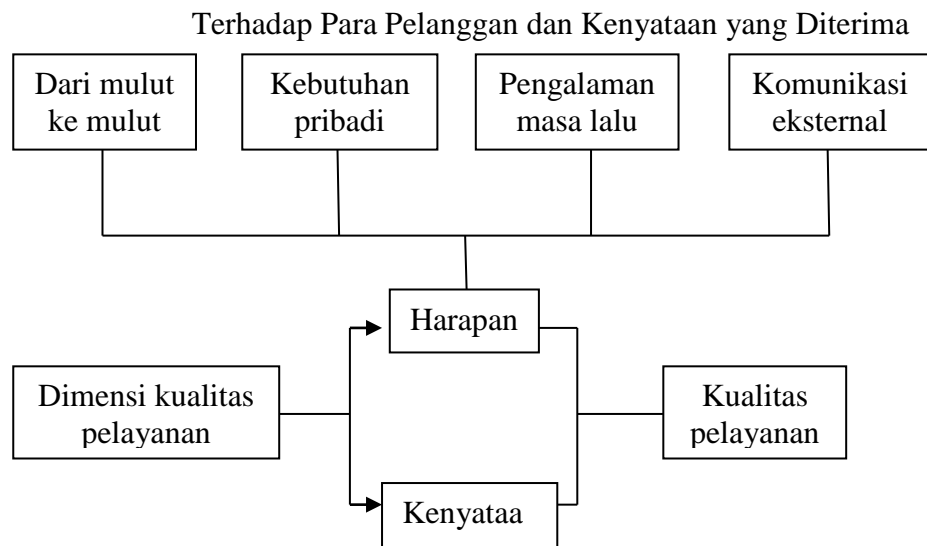 Terhadap Para Pelanggan dan Kenyataan yang Diterima
Dari mulut
ke mulut
Kebutuhan
pribadi
Pengalaman
masa lalu
Komunikasi
eksternal
Harapan
Dimensi kualitas
pelayanan
Kualitas
pelayanan
Kenyataa